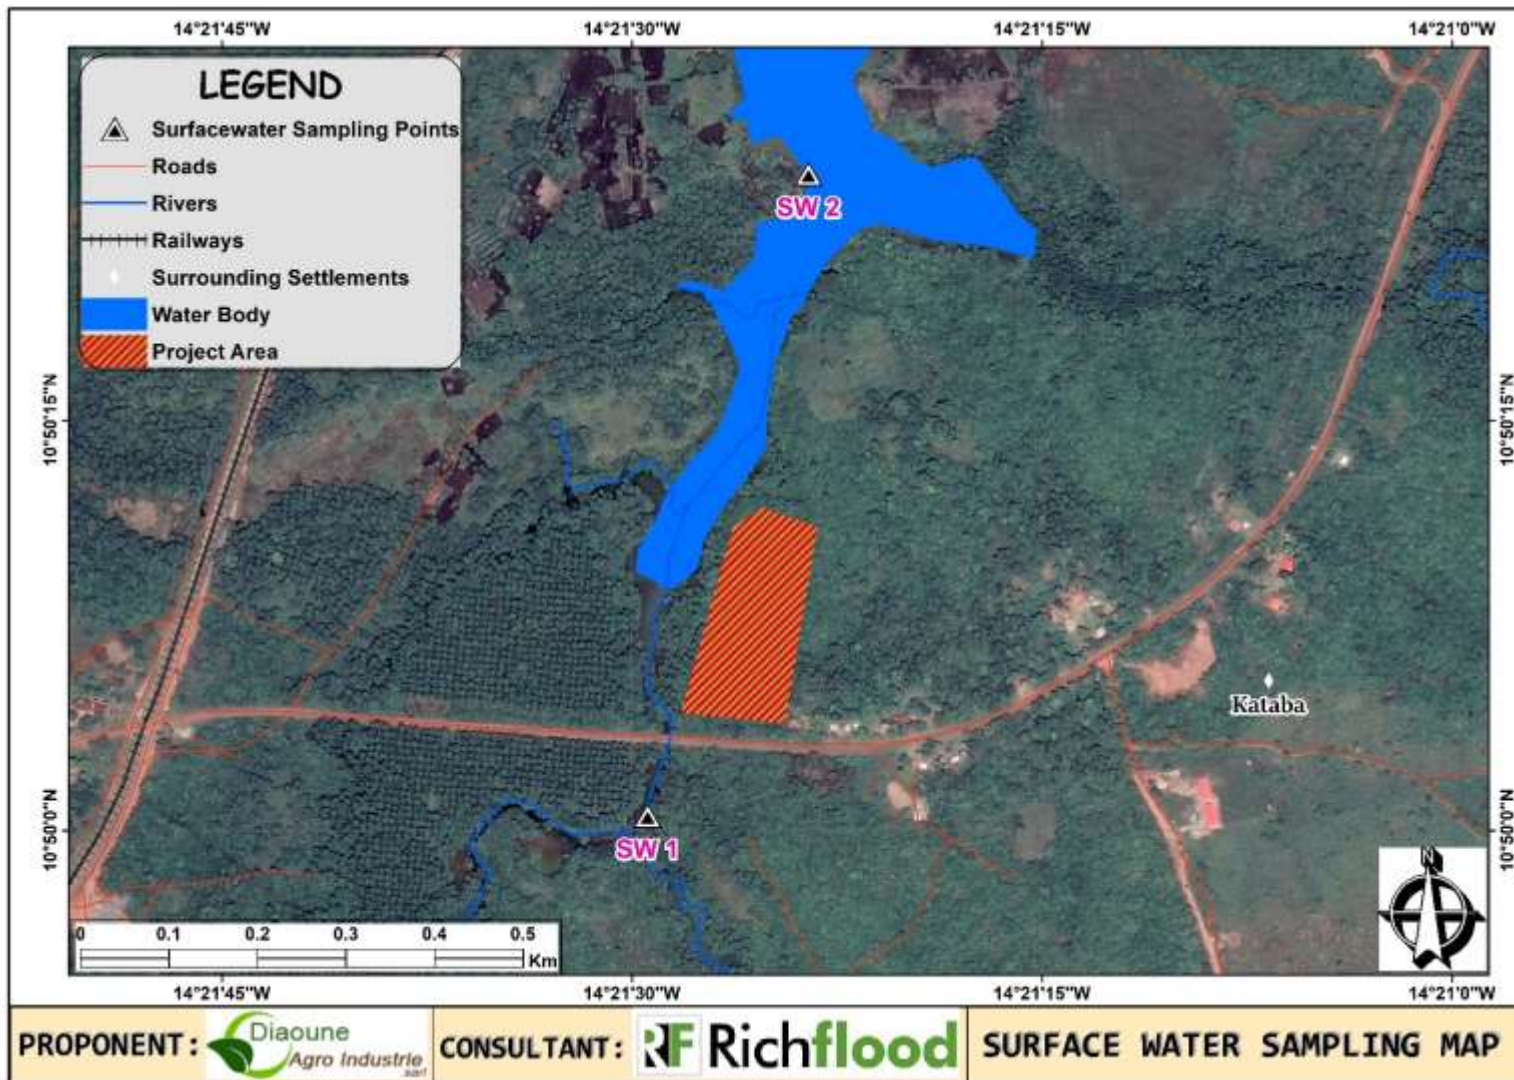 14°21'45"W 14°21'30"W 14°21'15"W 14°21'0"W
LEGEND
Surfacewater Sampling Points
Roads
Rivers
Railways
Surrounding Settlements
Water Body
Project Area
SW 2
10°50'15"N
10°50'15"N
Kataba
10°50'0"N
10°50'0"N
SW 1
N
0 0.1 0.2 0.3 0.4 0.5
Km
14°21'45"W 14°21'30"W 14°21'15"W 14°21'0"W
PROPONENT: Diaoune
Agro Industrie
sarl
CONSULTANT: RF Richflood
SURFACE WATER SAMPLING MAP